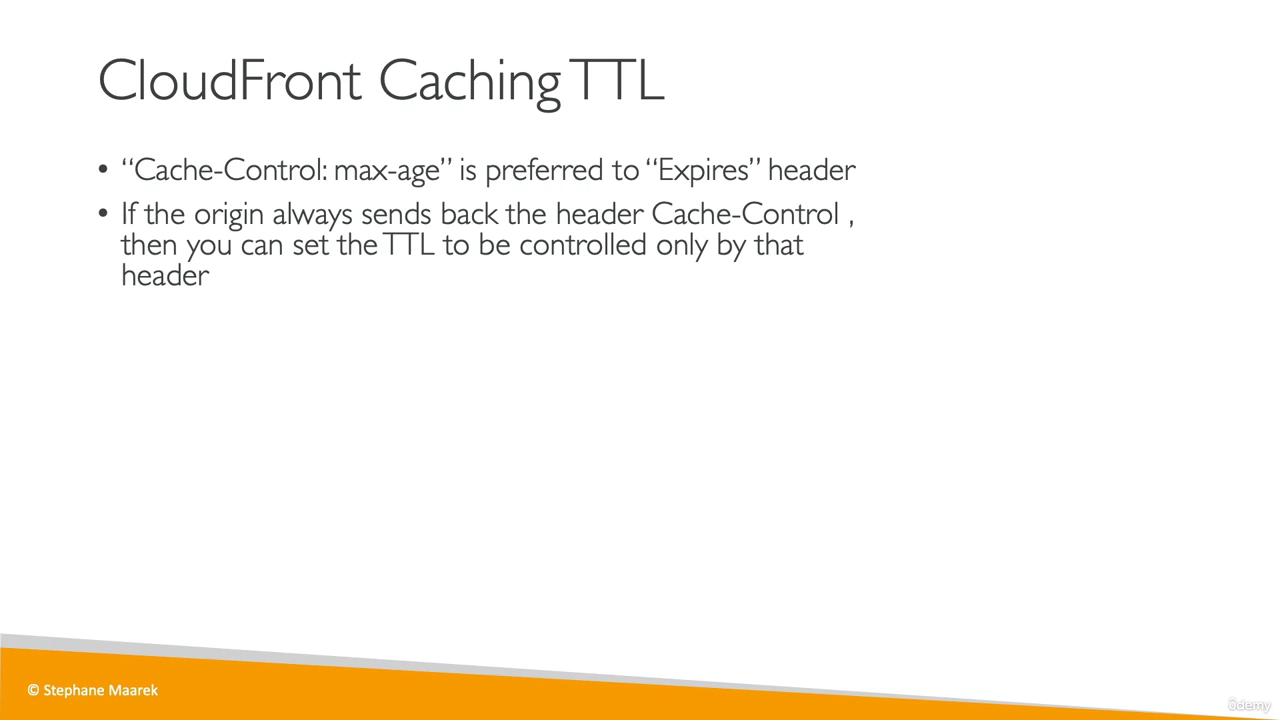 CloudFront Caching TTL
• “Cache-Control: max-age” is preferred to “Expires” header
• If the origin always sends back the header Cache-Control ,
then you can set the TTL to be controlled only by that
header
© Stephane Maarek
ûdemy